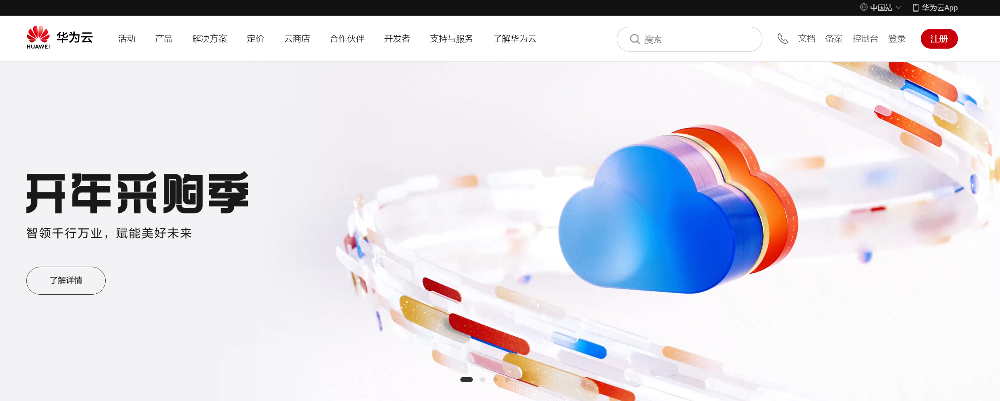 中国站 华为云App
HUAWEI 华为云 活动 产品 解决方案 定价 云商店 合作伙伴 开发者 支持与服务 了解华为云 搜索 文档 备案 控制台 登录 注册
开年采购季
智领千行万业，赋能美好未来
了解详情